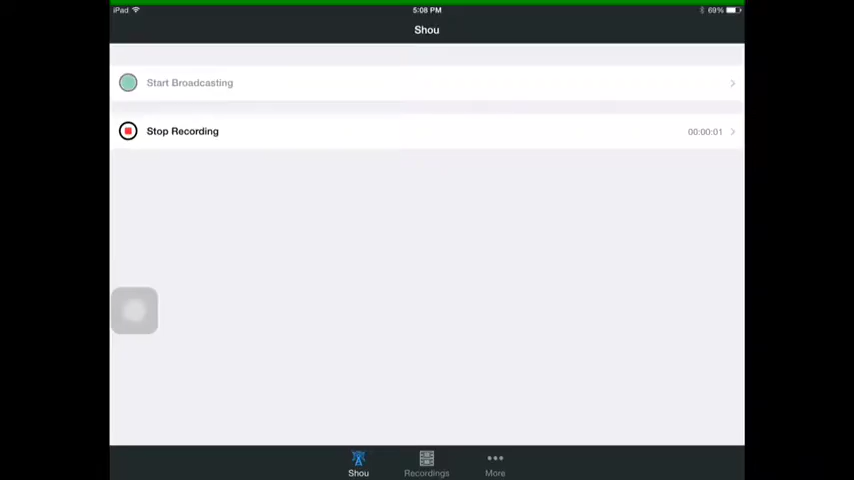 iPad 5:08 PM 69%
Shou
Start Broadcasting
Stop Recording 00:00:01
Shou Recordings More